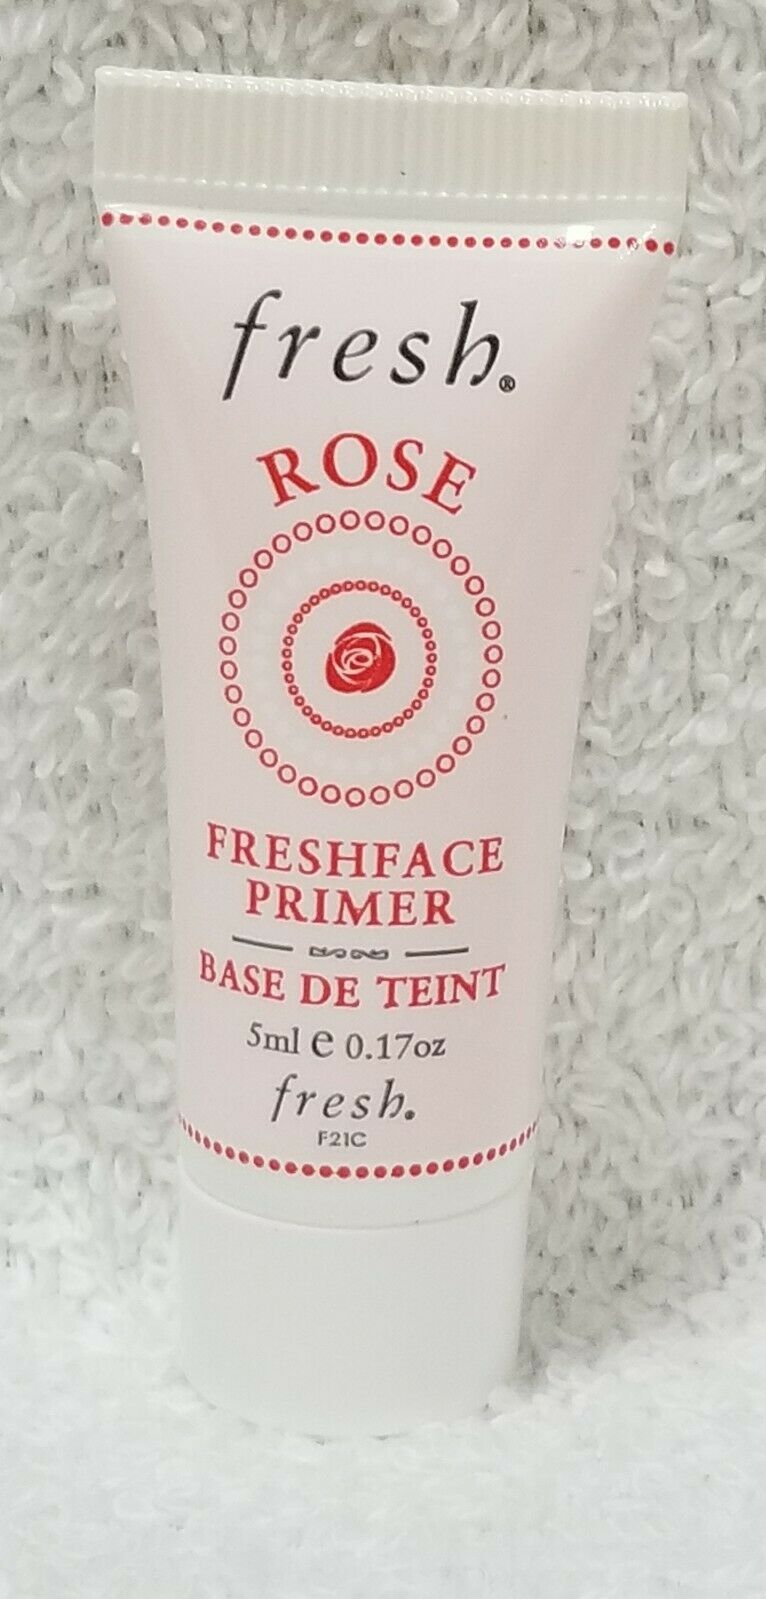 fresh.®
ROSE
FRESHFACE
PRIMER
BASE DE TEINT
5ml e 0.17oz
fresh.
F21C